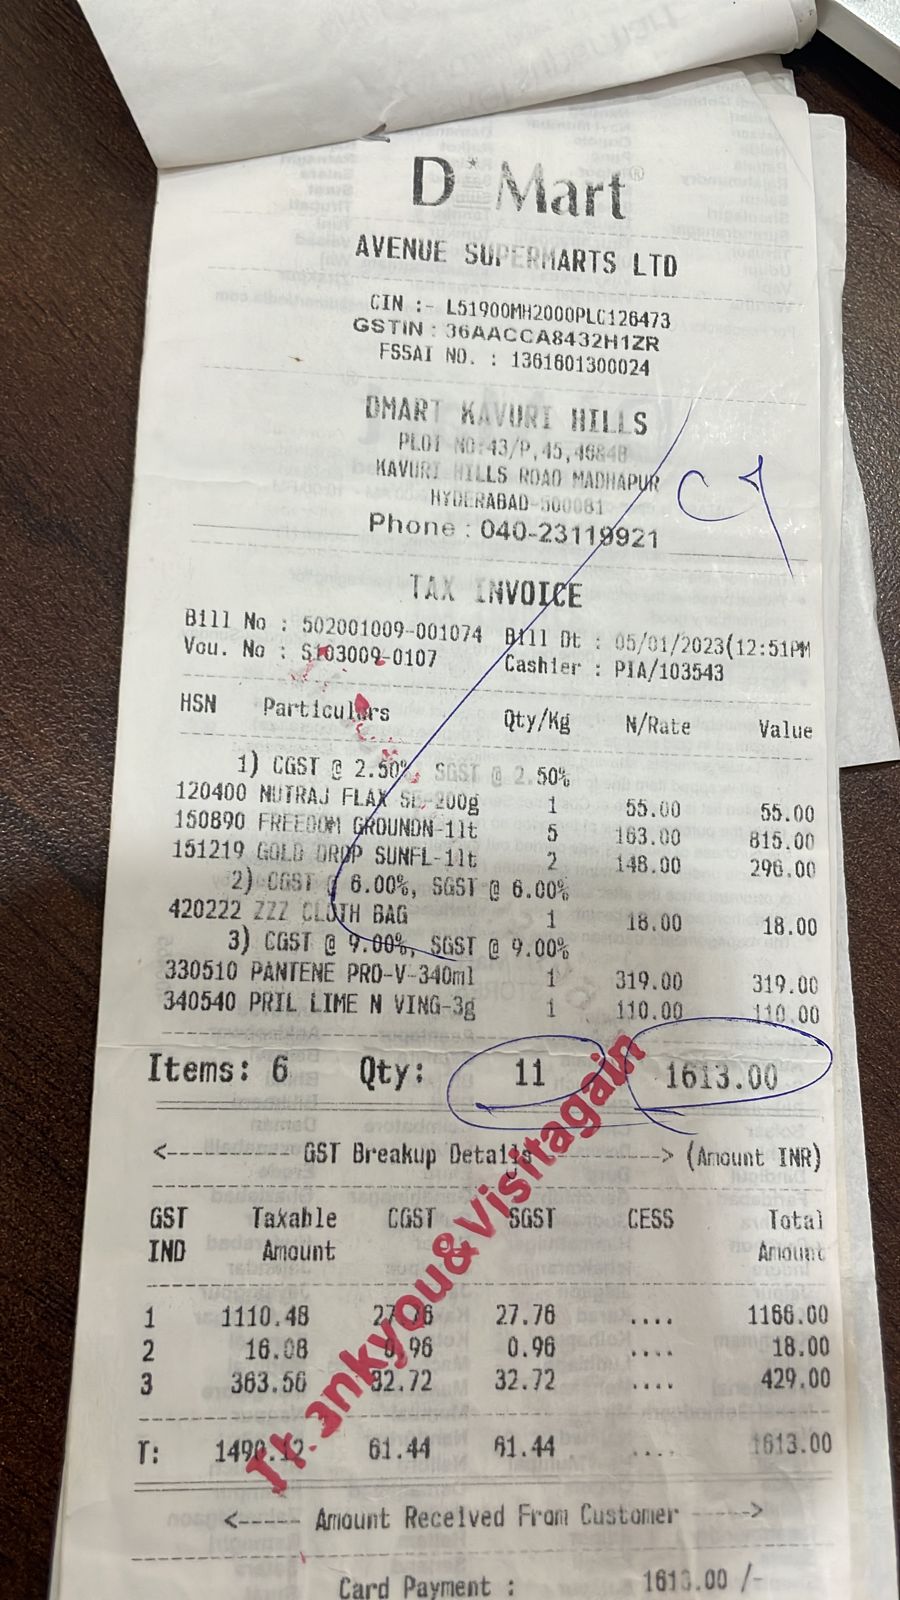 D*Mart®
AVENUE SUPERMARTS LTD
CIN :- L51900MH2000PLC126473
GSTIN : 36AACCA8432H1ZR
FSSAI NO. : 1361601300024
DMART KAVURI HILLS
PLOT NO:43/P,45,46&48
KAVURI HILLS ROAD MADHAPUR
HYDERABAD-500081
Phone : 040-23119921
TAX INVOICE
Bill No : 502001009-001074 Bill Dt : 05/01/2023(12:51PM
Vou. No : S103009-0107 Cashier : PIA/103543
HSN Particulars Qty/Kg N/Rate Value
1) CGST @ 2.50%, SGST @ 2.50%
120400 NUTRAJ FLAX SE-200g 1 55.00 55.00
150890 FREEDOM GROUNDN-1lt 5 163.00 815.00
151219 GOLD DROP SUNFL-1lt 2 148.00 296.00
2) CGST @ 6.00%, SGST @ 6.00%
420222 ZZZ CLOTH BAG 1 18.00 18.00
3) CGST @ 9.00%, SGST @ 9.00%
330510 PANTENE PRO-V-340ml 1 319.00 319.00
340540 PRIL LIME N VING-3g 1 110.00 110.00
Items: 6 Qty: 11 1613.00
<---------- GST Breakup Details ----------> (Amount INR)
GST Taxable CGST SGST CESS Total
IND Amount Amount
1 1110.48 27.76 27.76 .... 1166.00
2 16.08 0.96 0.96 .... 18.00
3 363.56 32.72 32.72 .... 429.00
T: 1490.12 61.44 61.44 .... 1613.00
Thankyou&Visitagain
<----- Amount Received From Customer ----->
Card Payment : 1613.00 /-